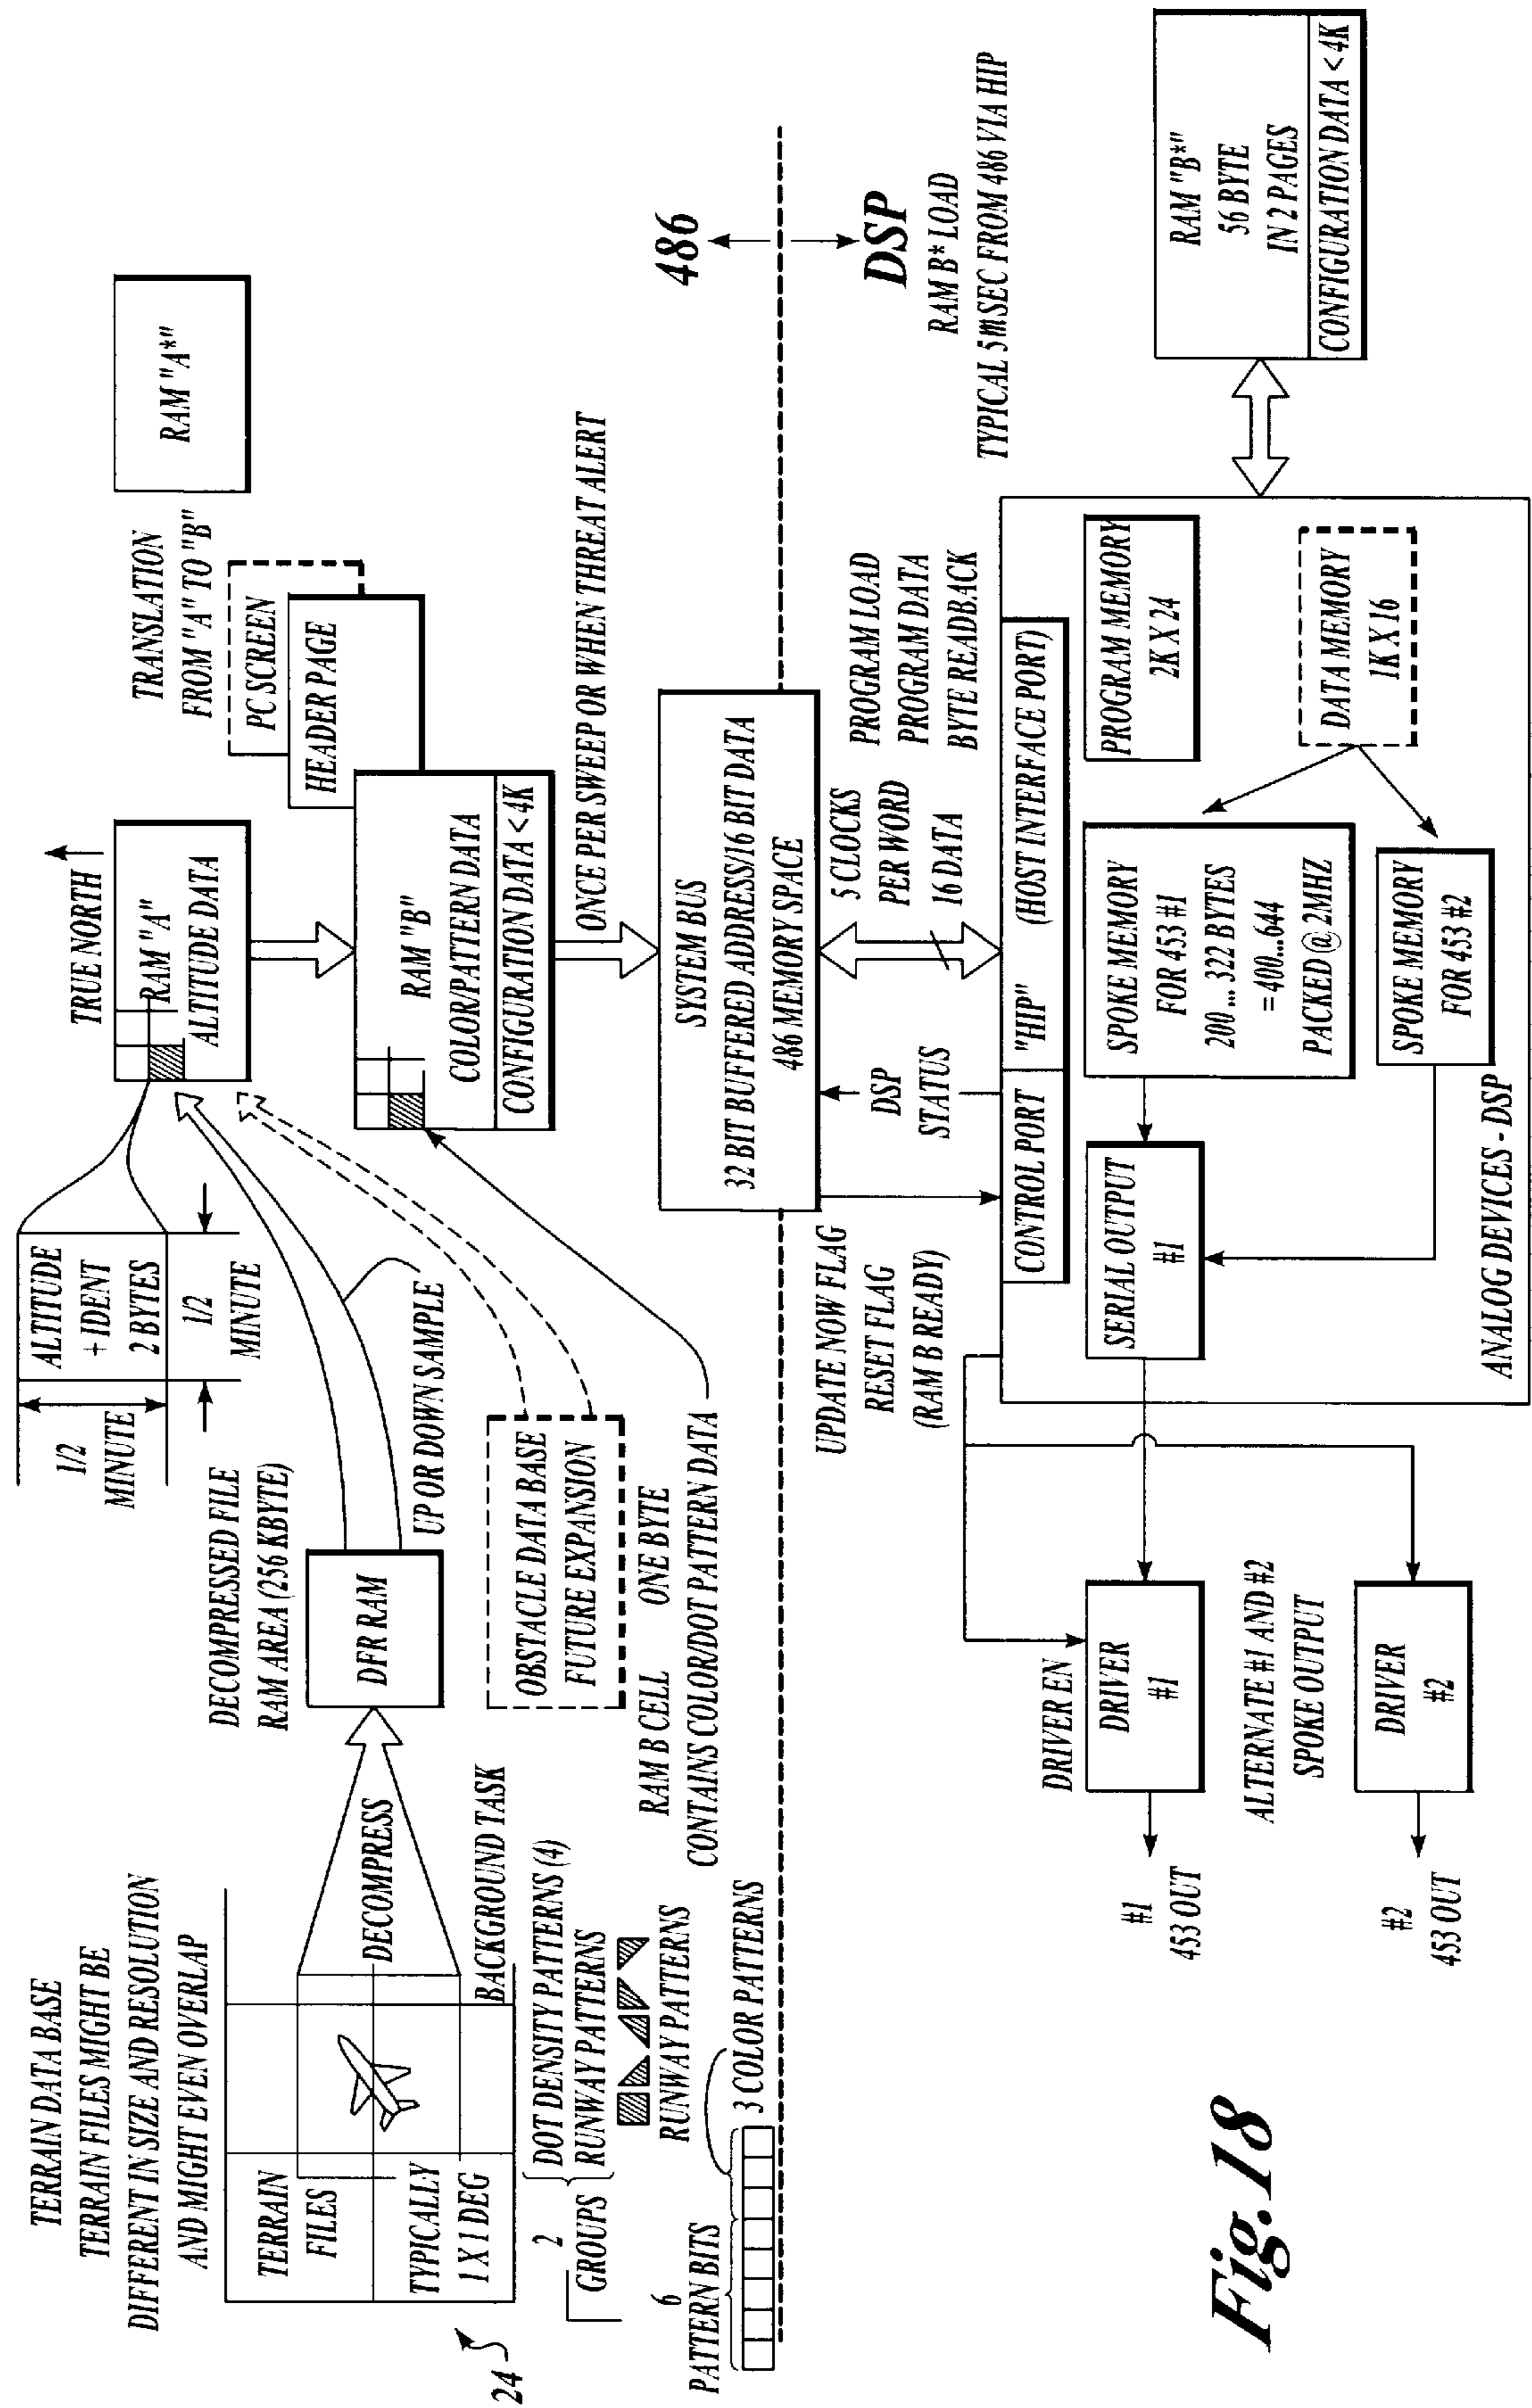 TERRAIN DATA BASE
TERRAIN FILES MIGHT BE
DIFFERENT IN SIZE AND RESOLUTION
AND MIGHT EVEN OVERLAP
TERRAIN
FILES
TYPICALLY
1 X 1 DEG
24
DECOMPRESS
BACKGROUND TASK
2
GROUPS
DOT DENSITY PATTERNS (4)
RUNWAY PATTERNS
RUNWAY PATTERNS
6
PATTERN BITS
3 COLOR PATTERNS
DECOMPRESSED FILE
RAM AREA (256 KBYTE)
DFR RAM
UP OR DOWN SAMPLE
OBSTACLE DATA BASE
FUTURE EXPANSION
RAM B CELL ONE BYTE
CONTAINS COLOR/DOT PATTERN DATA
1/2
MINUTE
ALTITUDE
+ IDENT
2 BYTES
1/2
MINUTE
TRUE NORTH
RAM "A"
ALTITUDE DATA
TRANSLATION
FROM "A" TO "B"
RAM "A*"
PC SCREEN
HEADER PAGE
RAM "B"
COLOR/PATTERN DATA
CONFIGURATION DATA < 4K
ONCE PER SWEEP OR WHEN THREAT ALERT
SYSTEM BUS
32 BIT BUFFERED ADDRESS/16 BIT DATA
486 MEMORY SPACE
486
DSP
RAM B* LOAD
TYPICAL 5mSEC FROM 486 VIA HIP
UPDATE NOW FLAG
RESET FLAG
(RAM B READY)
DSP
STATUS
5 CLOCKS
PER WORD
16 DATA
PROGRAM LOAD
PROGRAM DATA
BYTE READBACK
CONTROL PORT
"HIP" (HOST INTERFACE PORT)
SERIAL OUTPUT
#1
SPOKE MEMORY
FOR 453 #1
200 ... 322 BYTES
=400...644
PACKED @ 2MHZ
SPOKE MEMORY
FOR 453 #2
PROGRAM MEMORY
2K X 24
DATA MEMORY
1K X 16
ANALOG DEVICES - DSP
RAM "B*"
56 BYTE
IN 2 PAGES
CONFIGURATION DATA < 4K
DRIVER EN
DRIVER
#1
ALTERNATE #1 AND #2
SPOKE OUTPUT
DRIVER
#2
#1
453 OUT
#2
453 OUT
Fig.18